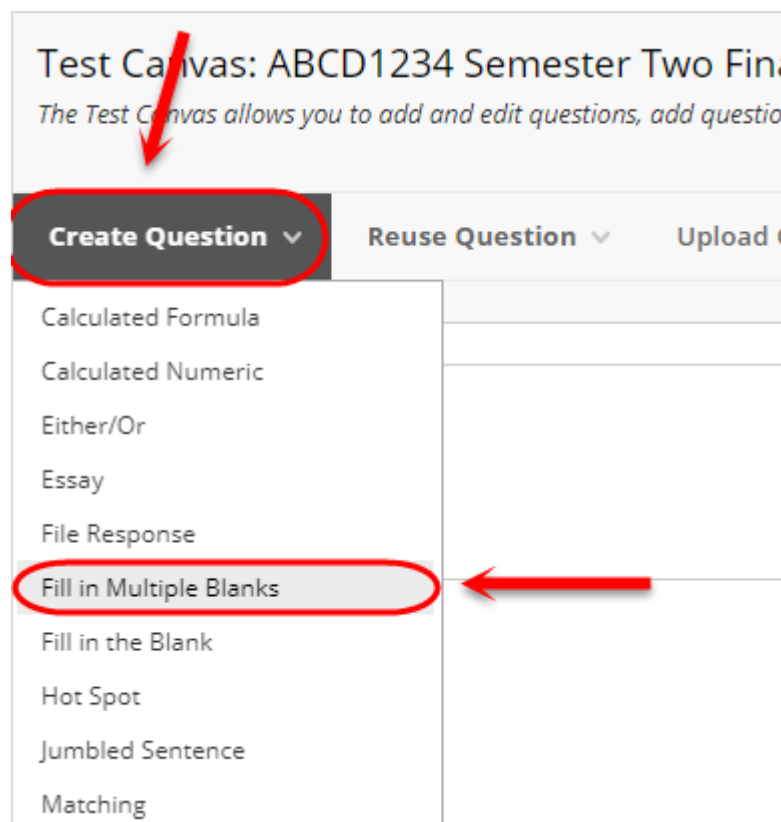 Test Canvas: ABCD1234 Semester Two Fin
The Test Canvas allows you to add and edit questions, add
Create Question Reuse Question Upload
Calculated Formula
Calculated Numeric
Either/Or
Essay
File Response
Fill in Multiple Blanks
Fill in the Blank
Hot Spot
Jumbled Sentence
Matching